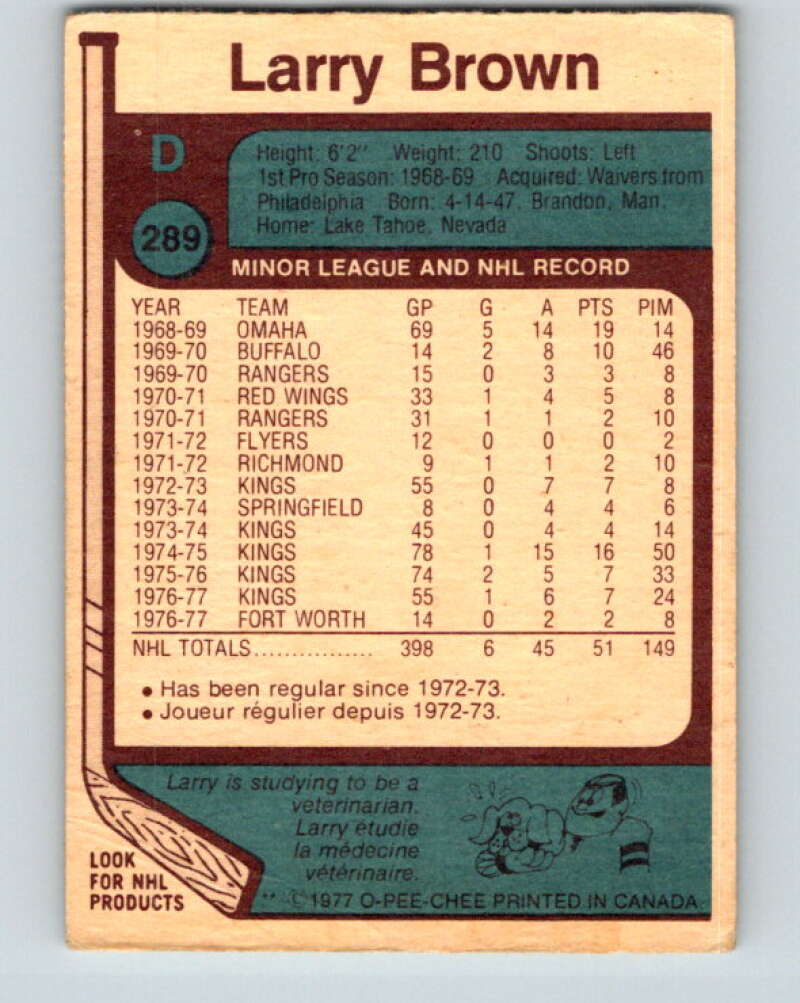 Larry Brown
D
Height: 6'2" Weight: 210 Shoots: Left
1st Pro Season: 1968-69 Acquired: Waivers from
Philadelphia Born: 4-14-47, Brandon, Man.
Home: Lake Tahoe, Nevada
289
MINOR LEAGUE AND NHL RECORD
YEAR TEAM GP G A PTS PIM
1968-69 OMAHA 69 5 14 19 14
1969-70 BUFFALO 14 2 8 10 46
1969-70 RANGERS 15 0 3 3 8
1970-71 RED WINGS 33 1 4 5 8
1970-71 RANGERS 31 1 1 2 10
1971-72 FLYERS 12 0 0 0 2
1971-72 RICHMOND 9 1 1 2 10
1972-73 KINGS 55 0 7 7 8
1973-74 SPRINGFIELD 8 0 4 4 6
1973-74 KINGS 45 0 4 4 14
1974-75 KINGS 78 1 15 16 50
1975-76 KINGS 74 2 5 7 33
1976-77 KINGS 55 1 6 7 24
1976-77 FORT WORTH 14 0 2 2 8
NHL TOTALS................ 398 6 45 51 149
• Has been regular since 1972-73.
• Joueur régulier depuis 1972-73.
Larry is studying to be a
veterinarian.
Larry étudie
la médecine
vétérinaire.
LOOK
FOR NHL
PRODUCTS
** © 1977 O-PEE-CHEE PRINTED IN CANADA